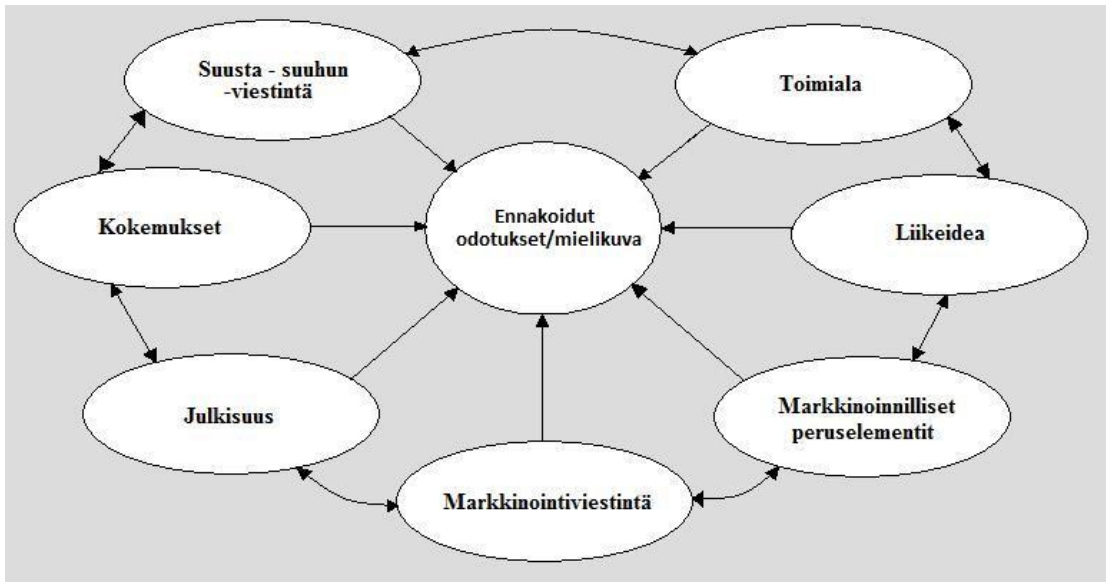 Suusta - suuhun
-viestintä
Toimiala
Kokemukset
Ennakoidut
odotukset/mielikuva
Liikeidea
Julkisuus
Markkinoinnilliset
peruselementit
Markkinointiviestintä